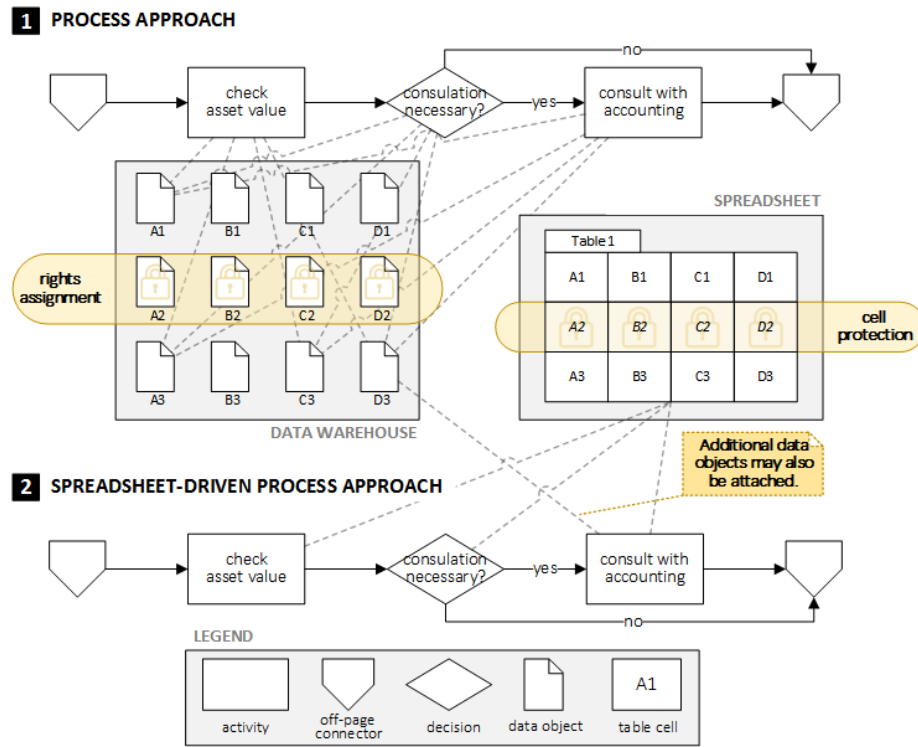 1 PROCESS APPROACH
no
check
asset value
consulation
necessary?
yes
consult with
accounting
A1 B1 C1 D1
rights
assignment
A2 B2 C2 D2
A3 B3 C3 D3
DATA WAREHOUSE
SPREADSHEET
Table 1
A1 B1 C1 D1
A2 B2 C2 D2
cell
protection
A3 B3 C3 D3
Additional data
objects may also
be attached.
2 SPREADSHEET-DRIVEN PROCESS APPROACH
check
asset value
consulation
necessary?
yes
consult with
accounting
no
LEGEND
A1
activity
off-page
connector
decision
data object
table cell